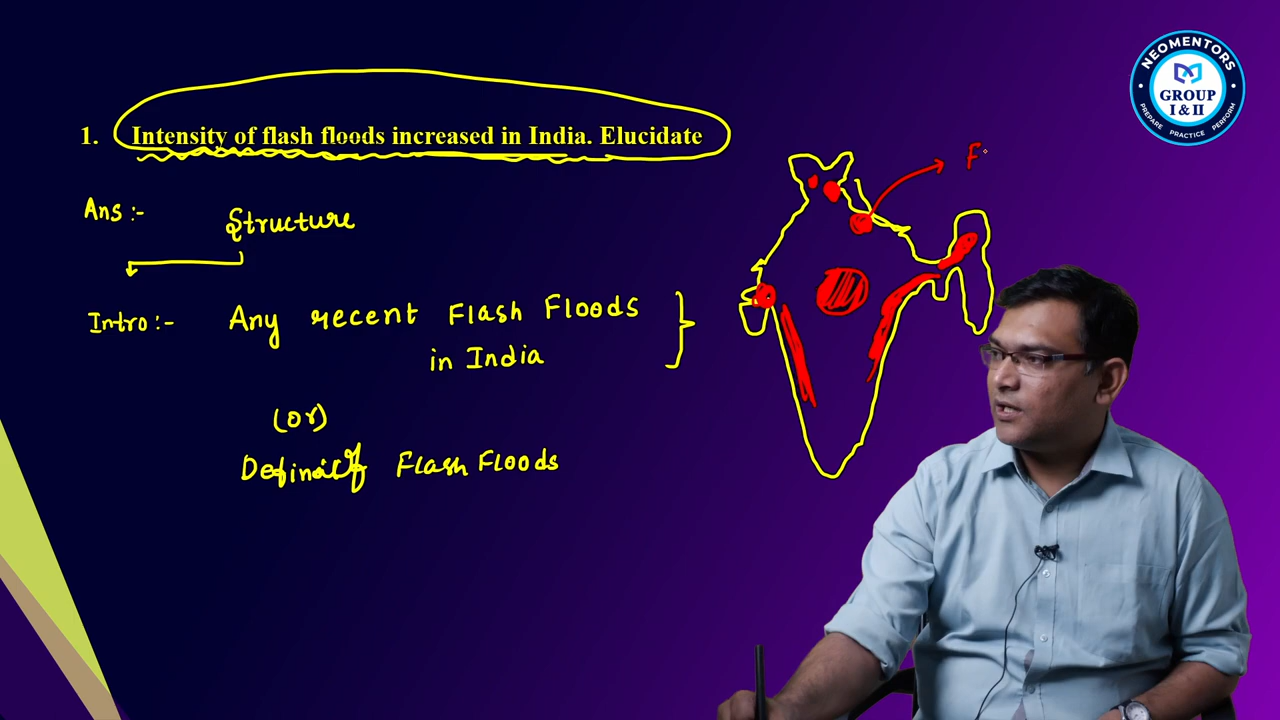 NEOMENTORS
GROUP
I & II
PREPARE PRACTICE PERFORM
1. Intensity of flash floods increased in India. Elucidate
F
Ans :- Structure
Intro :- Any recent Flash Floods
in India
(or)
Flash Floods